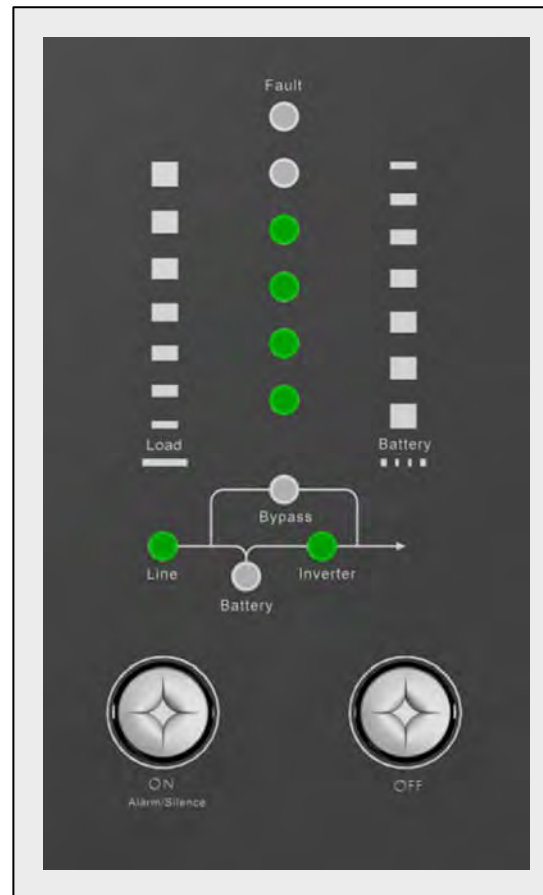 Fault
Load
Battery
Bypass
Line
Inverter
Battery
ON
OFF
Alarm/Silence